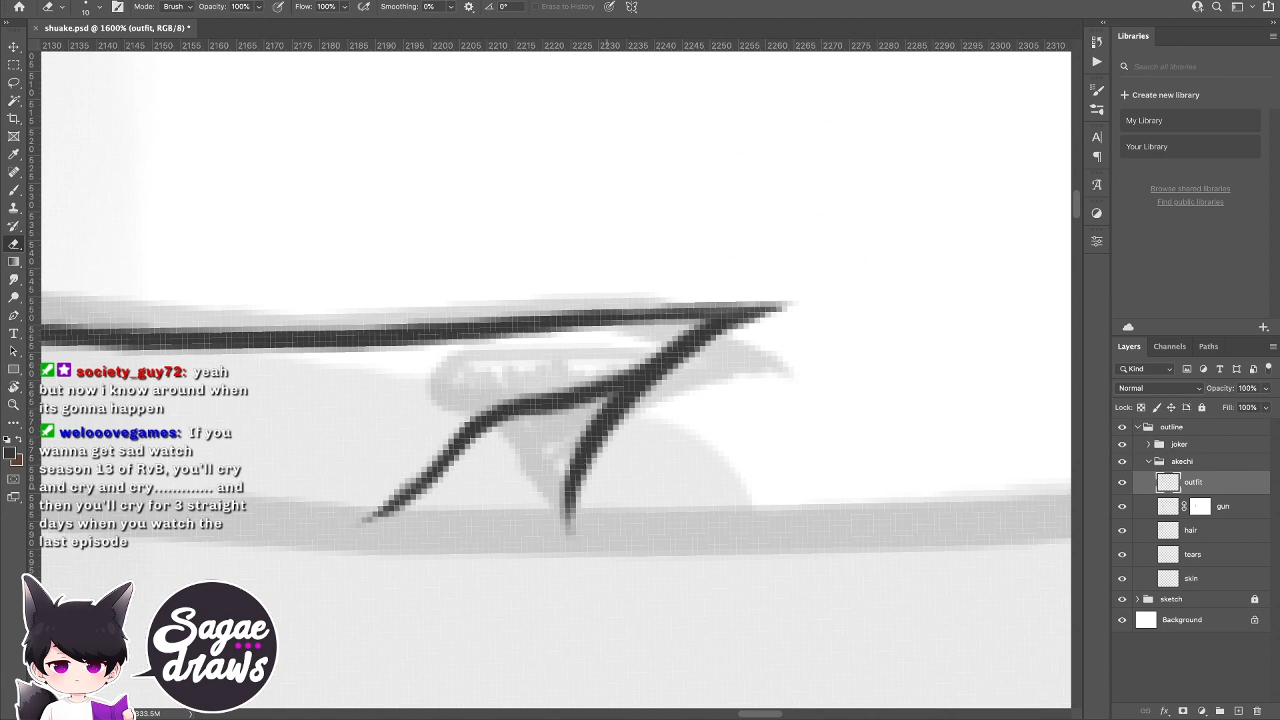 10
Mode: Brush
Opacity: 100%
Flow: 100%
Smoothing: 0%
0°
Erase to History
× shuake.psd @ 1600% (outfit, RGB/8) *
2130 2135 2140 2145 2150 2155 2160 2165 2170 2175 2180 2185 2190 2195 2200 2205 2210 2215 2220 2225 2230 2235 2240 2245 2250 2255 2260 2265 2270 2275 2280 2285 2290 2295 2300 2305 2310
Libraries
Search all libraries
Create new library
My Library
Your Library
Browse shared libraries
Find public libraries
Layers
Channels
Paths
Kind
Normal
Opacity: 100%
Lock:
Fill: 100%
outline
joker
akechi
outfit
gun
hair
tears
skin
sketch
Background
society_guy72: yeah
but now i know around when
its gonna happen
welooovegames: If you
wanna get sad watch
season 13 of RvB, you'll cry
and cry and cry............ and
then you'll cry for 3 straight
days when you watch the
last episode
Sagae
draws
333.5M